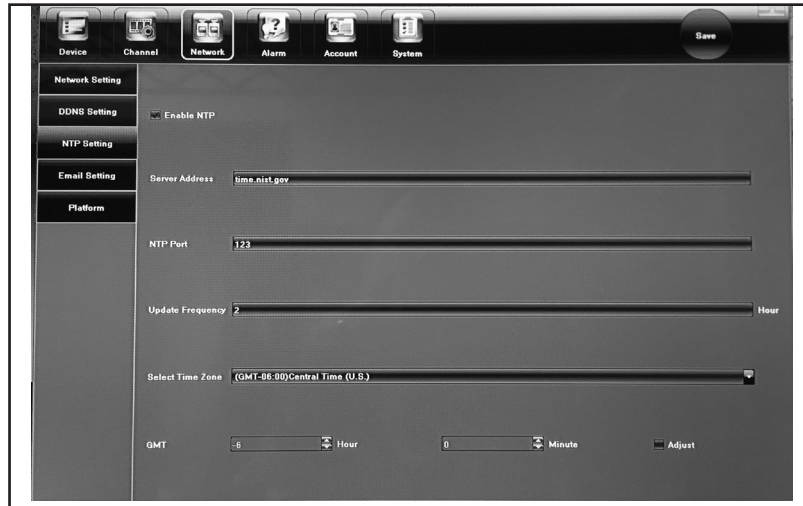 Device Channel Network Alarm Account System Save
Network Setting
DDNS Setting
NTP Setting
Email Setting
Platform
Enable NTP
Server Address time.nist.gov
NTP Port 123
Update Frequency 2 Hour
Select Time Zone (GMT-06:00)Central Time (U.S.)
GMT -6 Hour 0 Minute Adjust